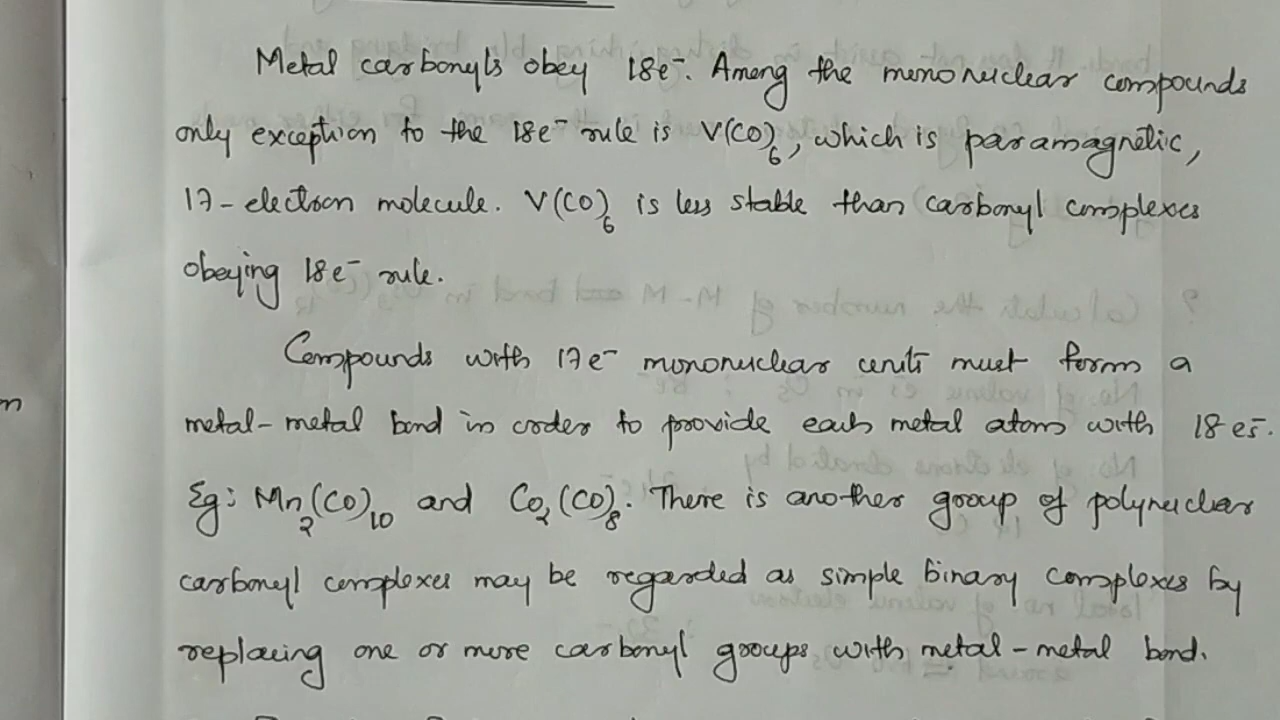 Metal carbonyls obey 18e⁻. Among the mononuclear compounds
only exception to the 18e⁻ rule is V(CO)₆, which is paramagnetic,
17-electron molecule. V(CO)₆ is less stable than carbonyl complexes
obeying 18e⁻ rule.
Compounds with 17e⁻ mononuclear units must form a
metal-metal bond in order to provide each metal atom with 18 es⁻.
Eg: Mn₂(CO)₁₀ and Co₂(CO)₈. There is another group of polynuclear
carbonyl complexes may be regarded as simple binary complexes by
replacing one or more carbonyl groups with metal-metal bond.